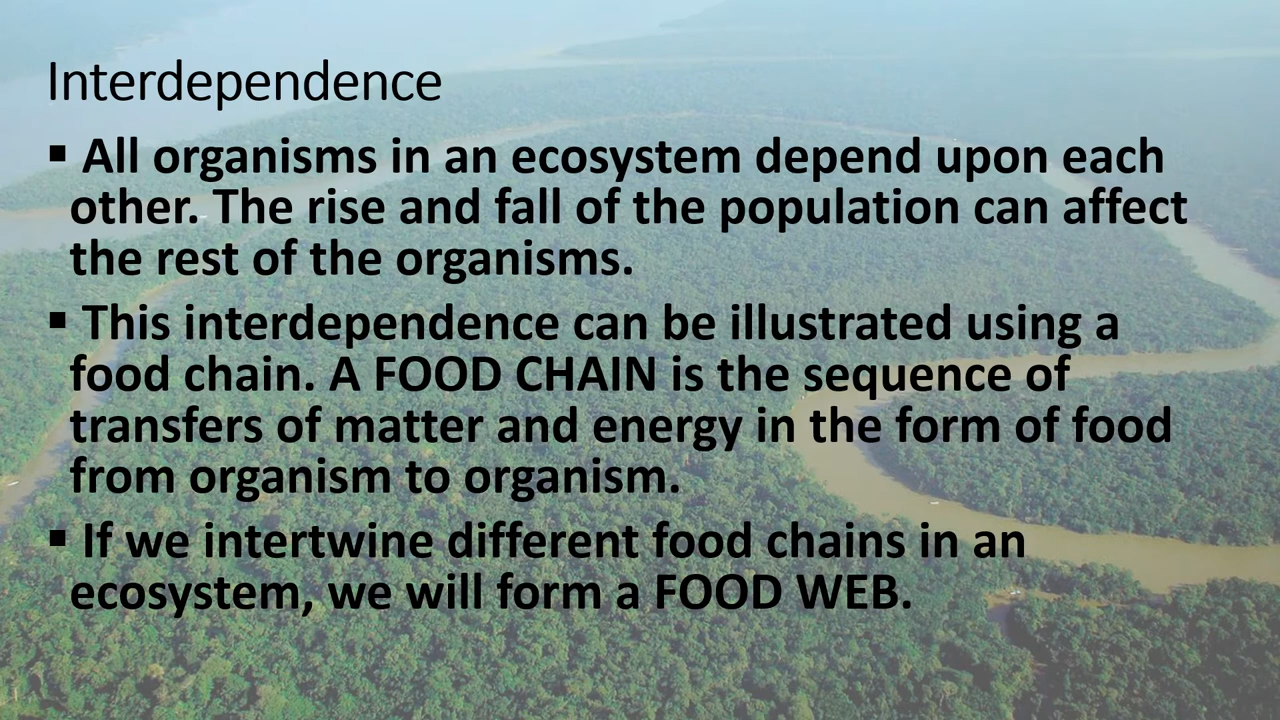 Interdependence
▪ All organisms in an ecosystem depend upon each
other. The rise and fall of the population can affect
the rest of the organisms.
▪ This interdependence can be illustrated using a
food chain. A FOOD CHAIN is the sequence of
transfers of matter and energy in the form of food
from organism to organism.
▪ If we intertwine different food chains in an
ecosystem, we will form a FOOD WEB.